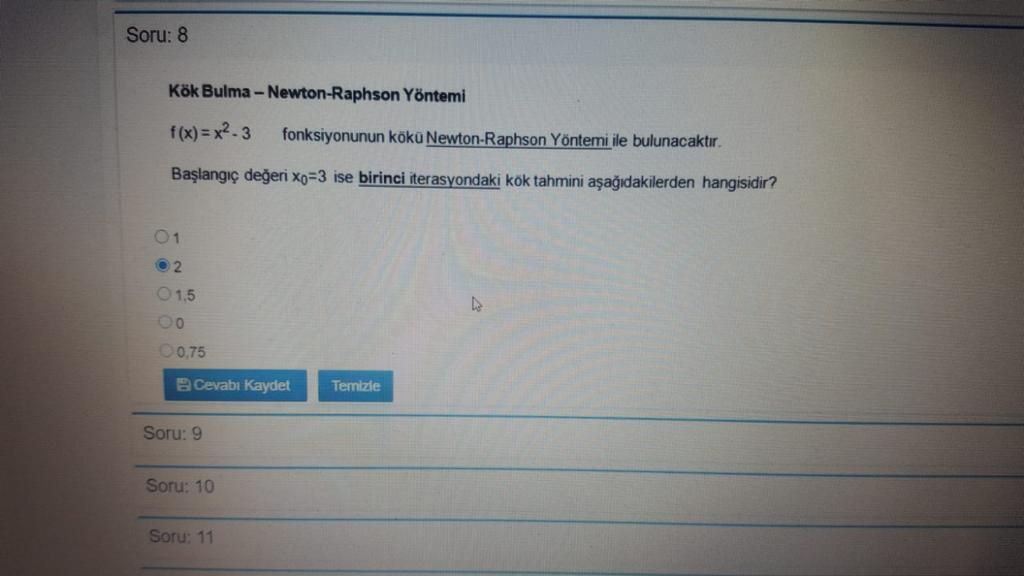 Soru: 8
Kök Bulma – Newton-Raphson Yöntemi
f (x) = x² - 3 fonksiyonunun kökü Newton-Raphson Yöntemi ile bulunacaktır.
Başlangıç değeri x₀=3 ise birinci iterasyondaki kök tahmini aşağıdakilerden hangisidir?
1
2
1,5
0
0,75
Cevabı Kaydet Temizle
Soru: 9
Soru: 10
Soru: 11